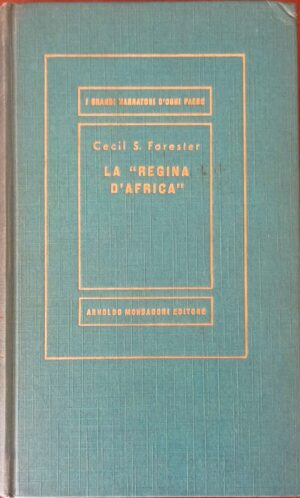 I GRANDI NARRATORI D'OGNI PAESE
Cecil S. Forester
LA "REGINA
D'AFRICA"
ARNOLDO MONDADORI EDITORE